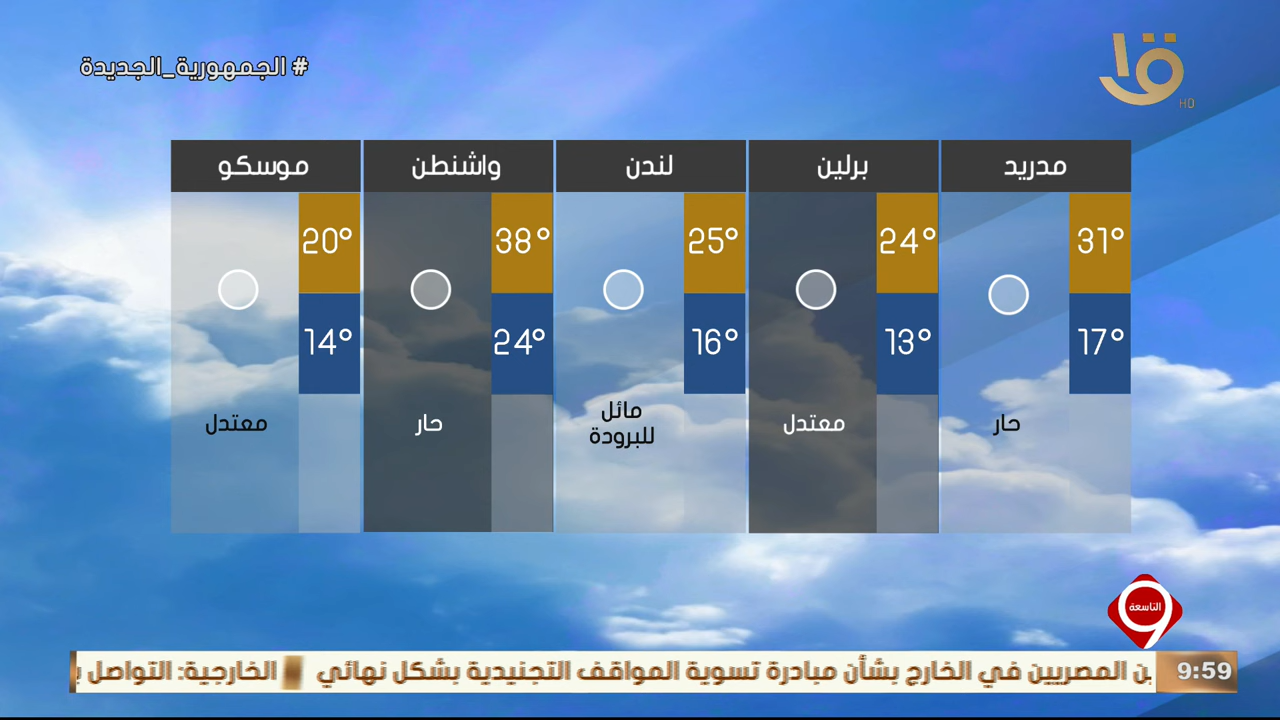 # الجمهورية_الجديدة
HD
مدريد
31°
17°
حار
برلين
24°
13°
معتدل
لندن
25°
16°
مائل
للبرودة
واشنطن
38°
24°
حار
موسكو
20°
14°
معتدل
التاسعة
9
9:59
المصريين في الخارج بشأن مبادرة تسوية المواقف التجنيدية بشكل نهائي
الخارجية: التواصل